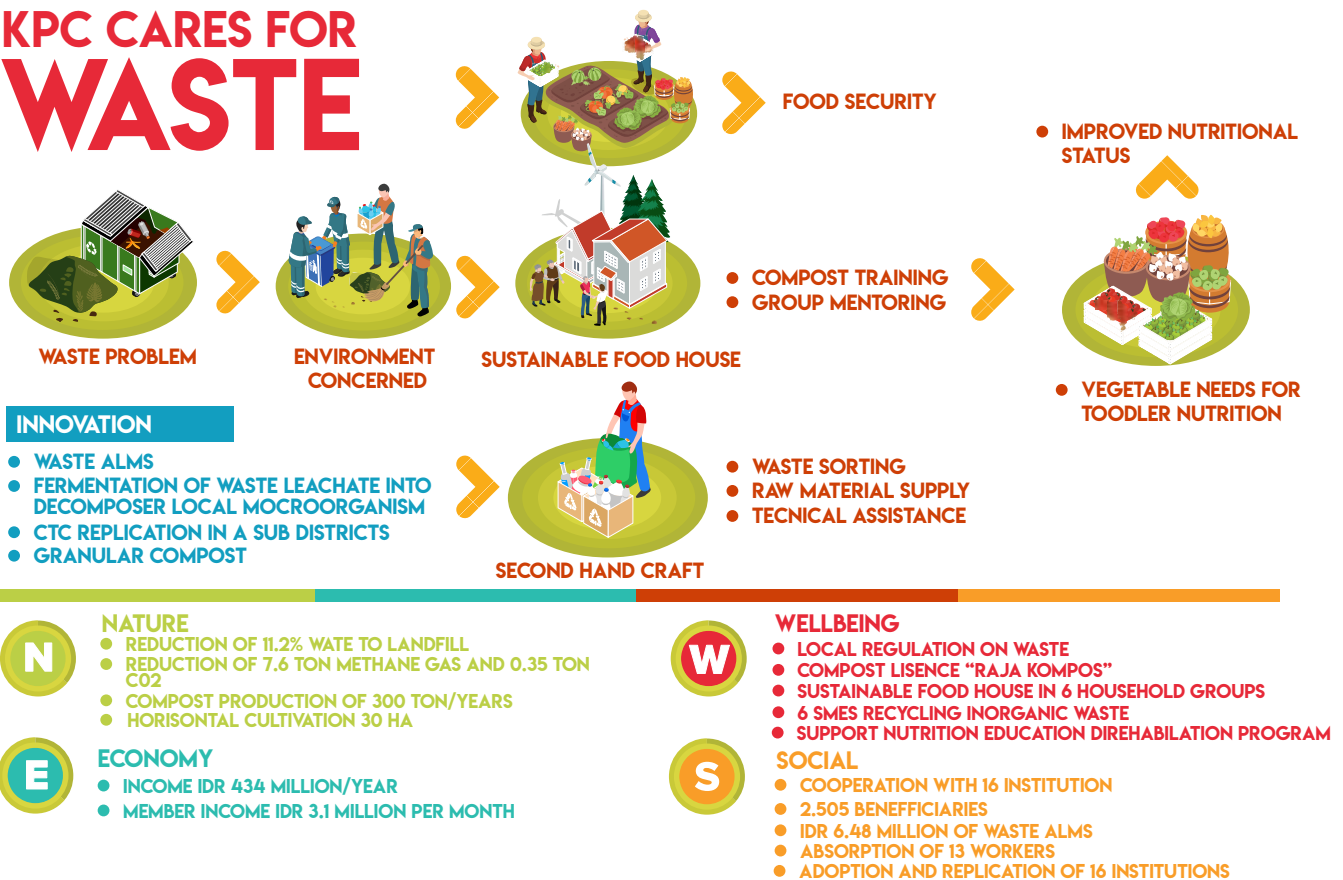 KPC CARES FOR
WASTE
FOOD SECURITY
IMPROVED NUTRITIONAL
STATUS
WASTE PROBLEM
ENVIRONMENT
CONCERNED
SUSTAINABLE FOOD HOUSE
COMPOST TRAINING
GROUP MENTORING
VEGETABLE NEEDS FOR
TOODLER NUTRITION
INNOVATION
WASTE ALMS
FERMENTATION OF WASTE LEACHATE INTO
DECOMPOSER LOCAL MOCROORGANISM
CTC REPLICATION IN A SUB DISTRICTS
GRANULAR COMPOST
WASTE SORTING
RAW MATERIAL SUPPLY
TECNICAL ASSISTANCE
SECOND HAND CRAFT
N
NATURE
REDUCTION OF 11.2% WATE TO LANDFILL
REDUCTION OF 7.6 TON METHANE GAS AND 0.35 TON
C02
COMPOST PRODUCTION OF 300 TON/YEARS
HORISONTAL CULTIVATION 30 HA
E
ECONOMY
INCOME IDR 434 MILLION/YEAR
MEMBER INCOME IDR 3.1 MILLION PER MONTH
W
WELLBEING
LOCAL REGULATION ON WASTE
COMPOST LISENCE “RAJA KOMPOS”
SUSTAINABLE FOOD HOUSE IN 6 HOUSEHOLD GROUPS
6 SMES RECYCLING INORGANIC WASTE
SUPPORT NUTRITION EDUCATION DIREHABILATION PROGRAM
S
SOCIAL
COOPERATION WITH 16 INSTITUTION
2.505 BENEFFICIARIES
IDR 6,48 MILLION OF WASTE ALMS
ABSORPTION OF 13 WORKERS
ADOPTION AND REPLICATION OF 16 INSTITUTIONS